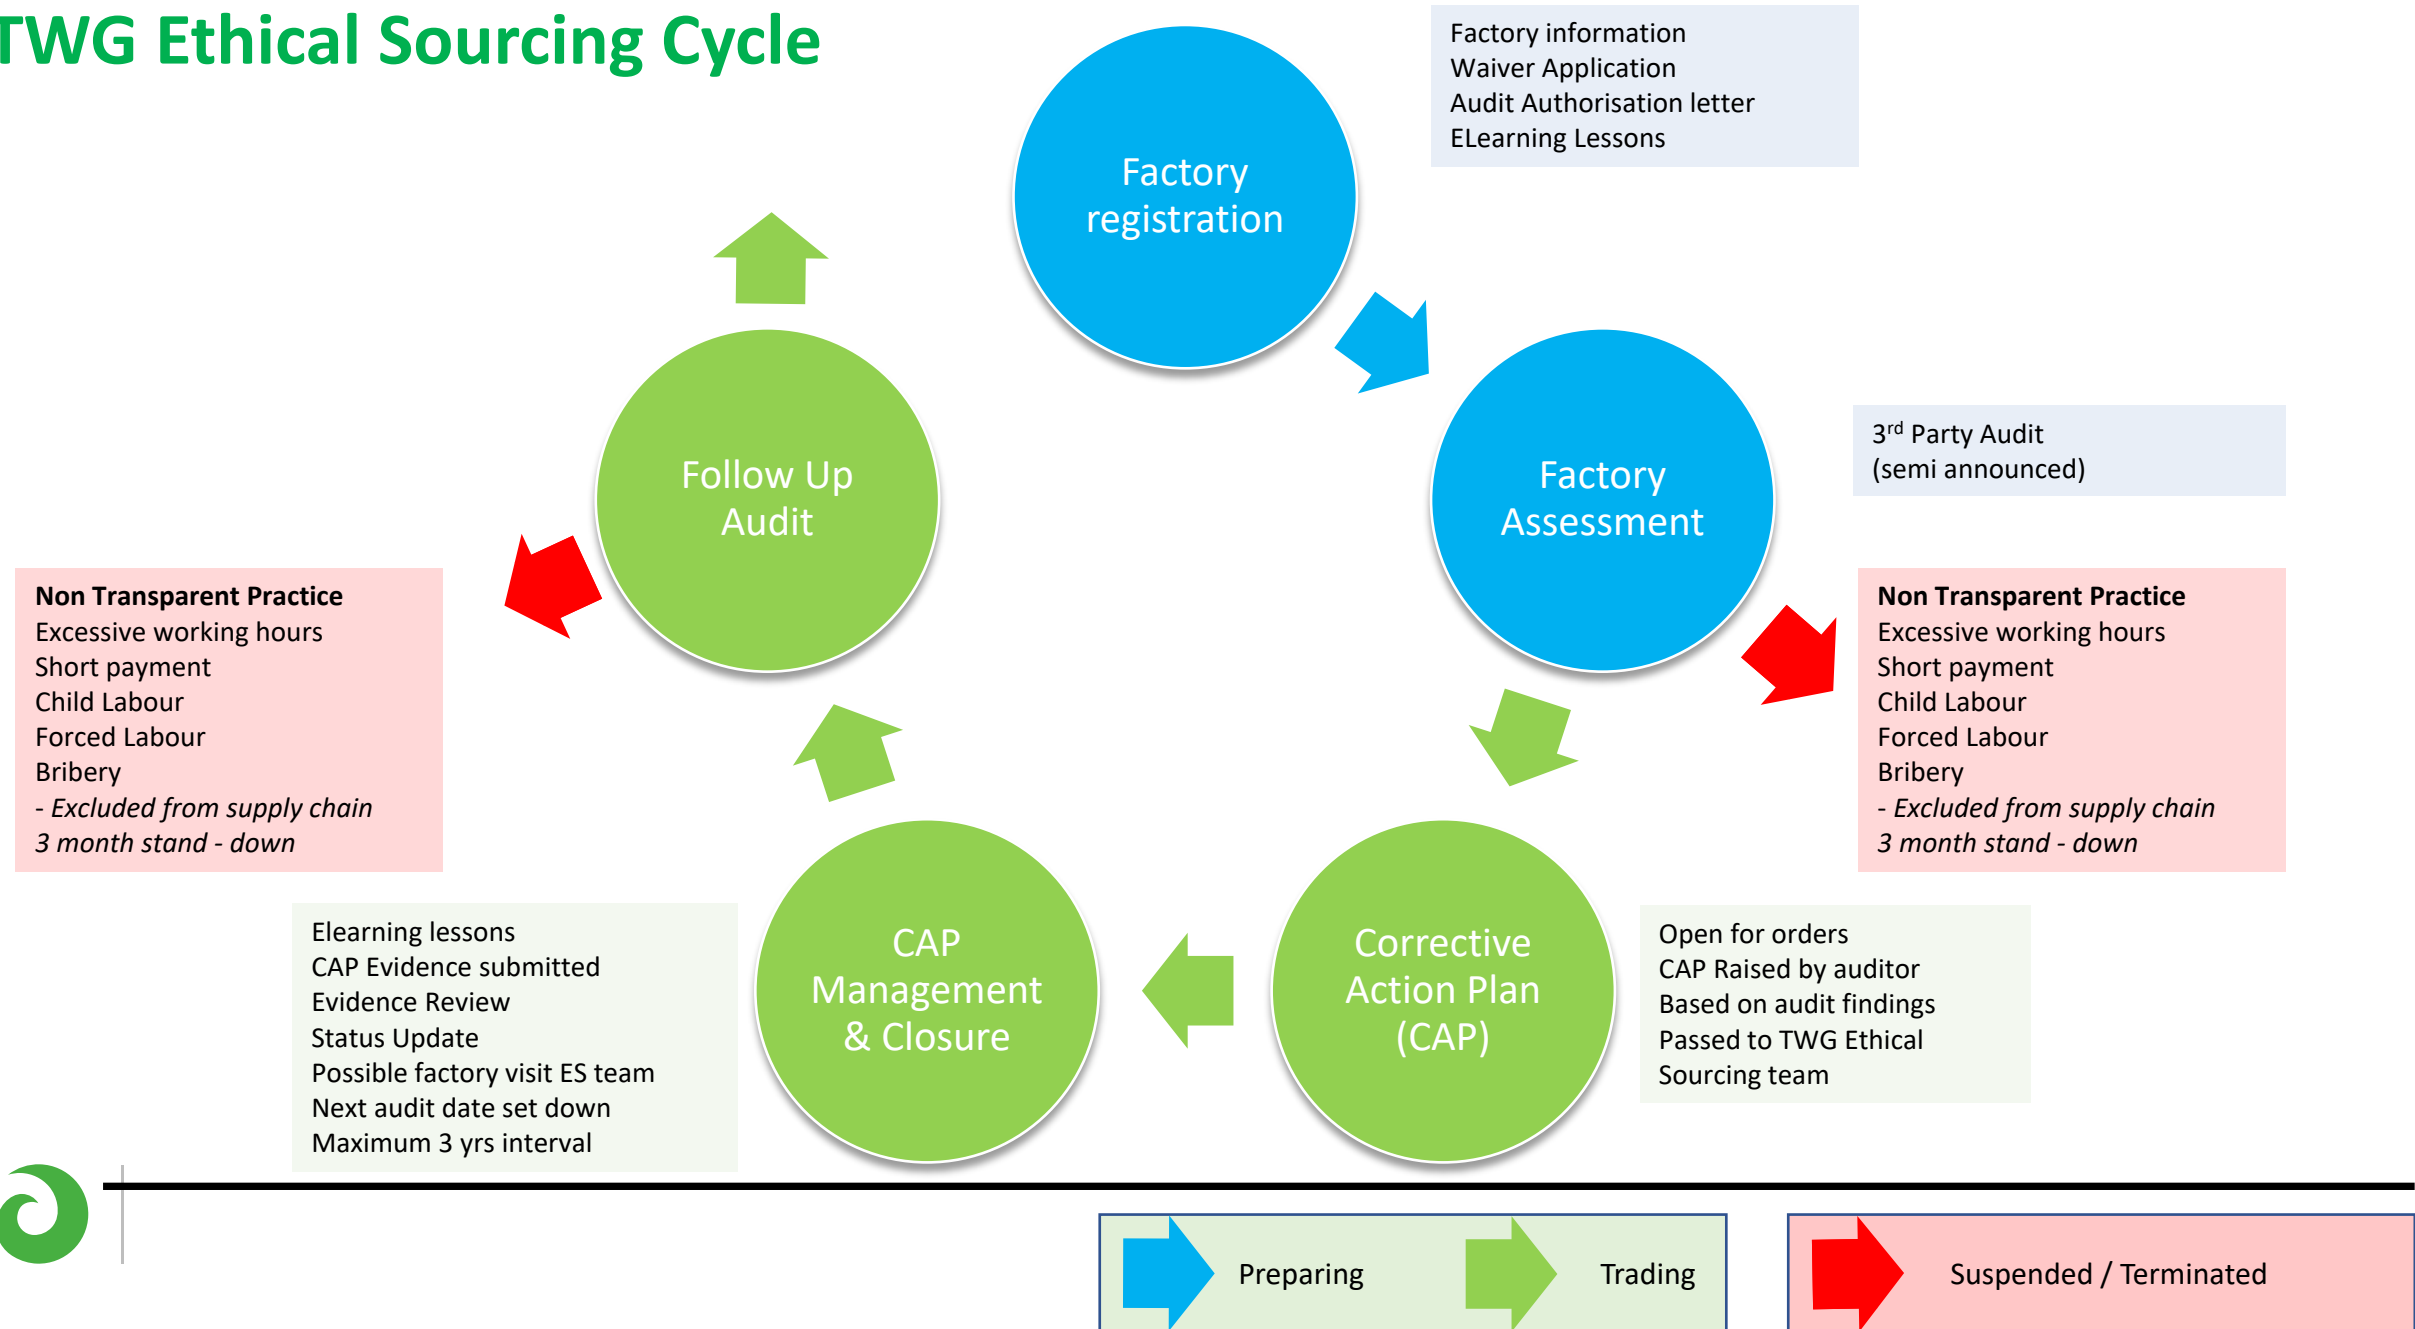 TWG Ethical Sourcing Cycle
Factory information
Waiver Application
Audit Authorisation letter
ELearning Lessons
Factory
registration
3rd Party Audit
(semi announced)
Factory
Assessment
Non Transparent Practice
Excessive working hours
Short payment
Child Labour
Forced Labour
Bribery
- Excluded from supply chain
3 month stand - down
Open for orders
CAP Raised by auditor
Based on audit findings
Passed to TWG Ethical
Sourcing team
Corrective
Action Plan
(CAP)
CAP
Management
& Closure
Elearning lessons
CAP Evidence submitted
Evidence Review
Status Update
Possible factory visit ES team
Next audit date set down
Maximum 3 yrs interval
Follow Up
Audit
Non Transparent Practice
Excessive working hours
Short payment
Child Labour
Forced Labour
Bribery
- Excluded from supply chain
3 month stand - down
Preparing
Trading
Suspended / Terminated